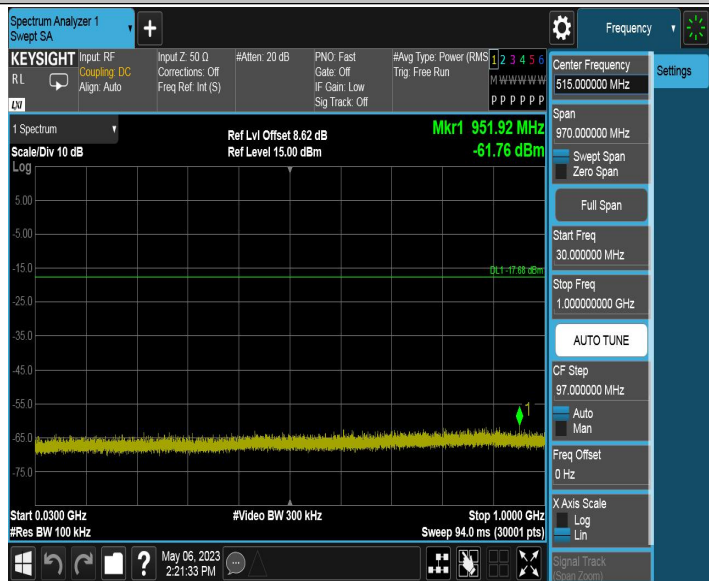 Spectrum Analyzer 1
Swept SA
Frequency
KEYSIGHT
RL
LXI
Input: RF
Coupling: DC
Align: Auto
Input Z: 50 Ω
Corrections: Off
Freq Ref: Int (S)
#Atten: 20 dB
PNO: Fast
Gate: Off
IF Gain: Low
Sig Track: Off
#Avg Type: Power (RMS
Trig: Free Run
1 2 3 4 5 6
M W W W W W
P P P P P P
Center Frequency
515.000000 MHz
Settings
Span
970.000000 MHz
Swept Span
Zero Span
Full Span
Start Freq
30.000000 MHz
Stop Freq
1.000000000 GHz
AUTO TUNE
CF Step
97.000000 MHz
Auto
Man
Freq Offset
0 Hz
X Axis Scale
Log
Lin
Signal Track
(Span Zoom)
1 Spectrum
Scale/Div 10 dB
Ref Lvl Offset 8.62 dB
Ref Level 15.00 dBm
Mkr1 951.92 MHz
-61.76 dBm
Log
5.00
-5.00
-15.0
DL1 -17.68 dBm
-25.0
-35.0
-45.0
-55.0
1
-65.0
-75.0
Start 0.0300 GHz
#Res BW 100 kHz
#Video BW 300 kHz
Stop 1.0000 GHz
Sweep 94.0 ms (30001 pts)
?
May 06, 2023
2:21:33 PM